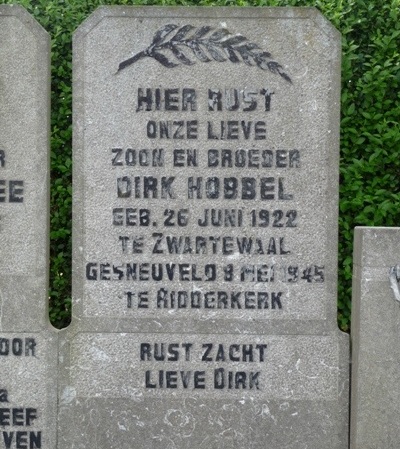 HIER RUST
ONZE LIEVE
ZOON EN BROEDER
DIRK HOBBEL
GEB. 26 JUNI 1922
TE ZWARTEWAAL
GESNEUVELD 8 MEI 1945
TE RIDDERKERK
RUST ZACHT
LIEVE DIRK